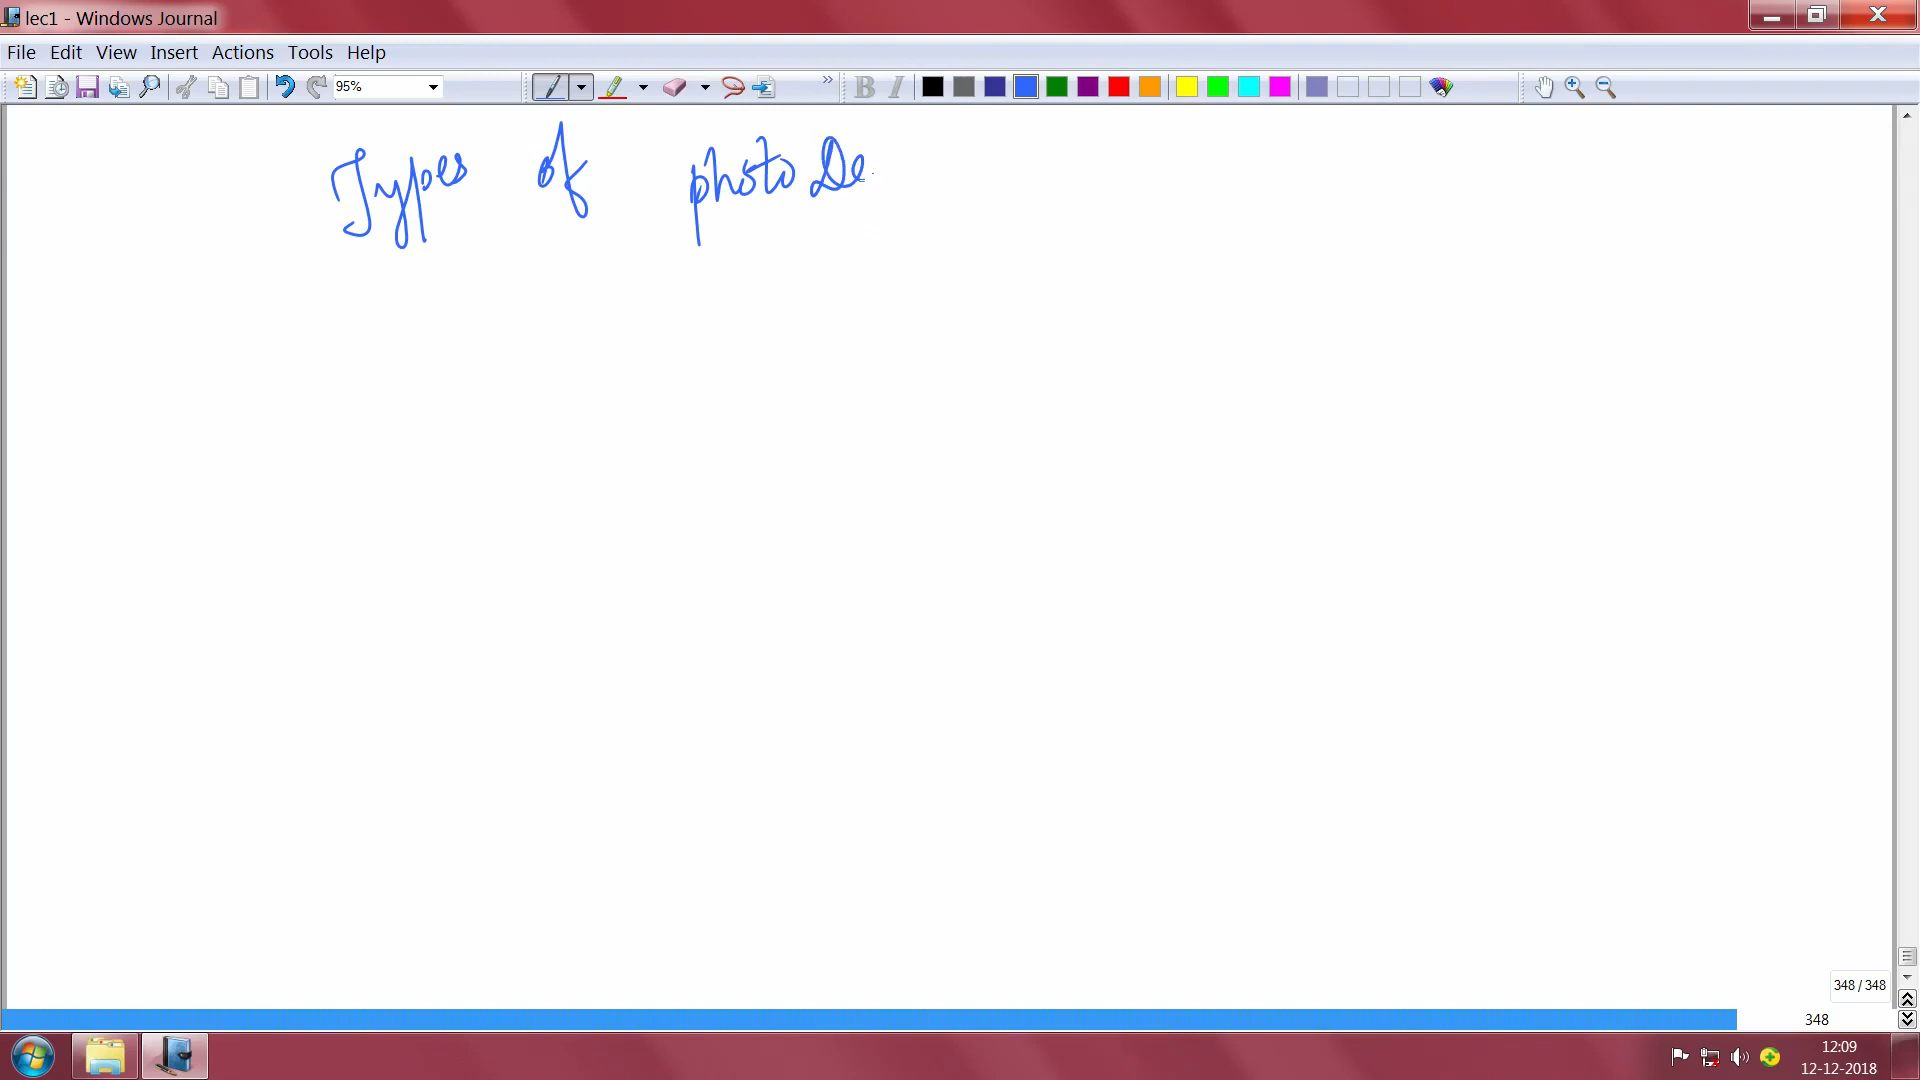 lec1 - Windows Journal
File Edit View Insert Actions Tools Help
95%
Types of photo De
348 / 348
348
12:09
12-12-2018